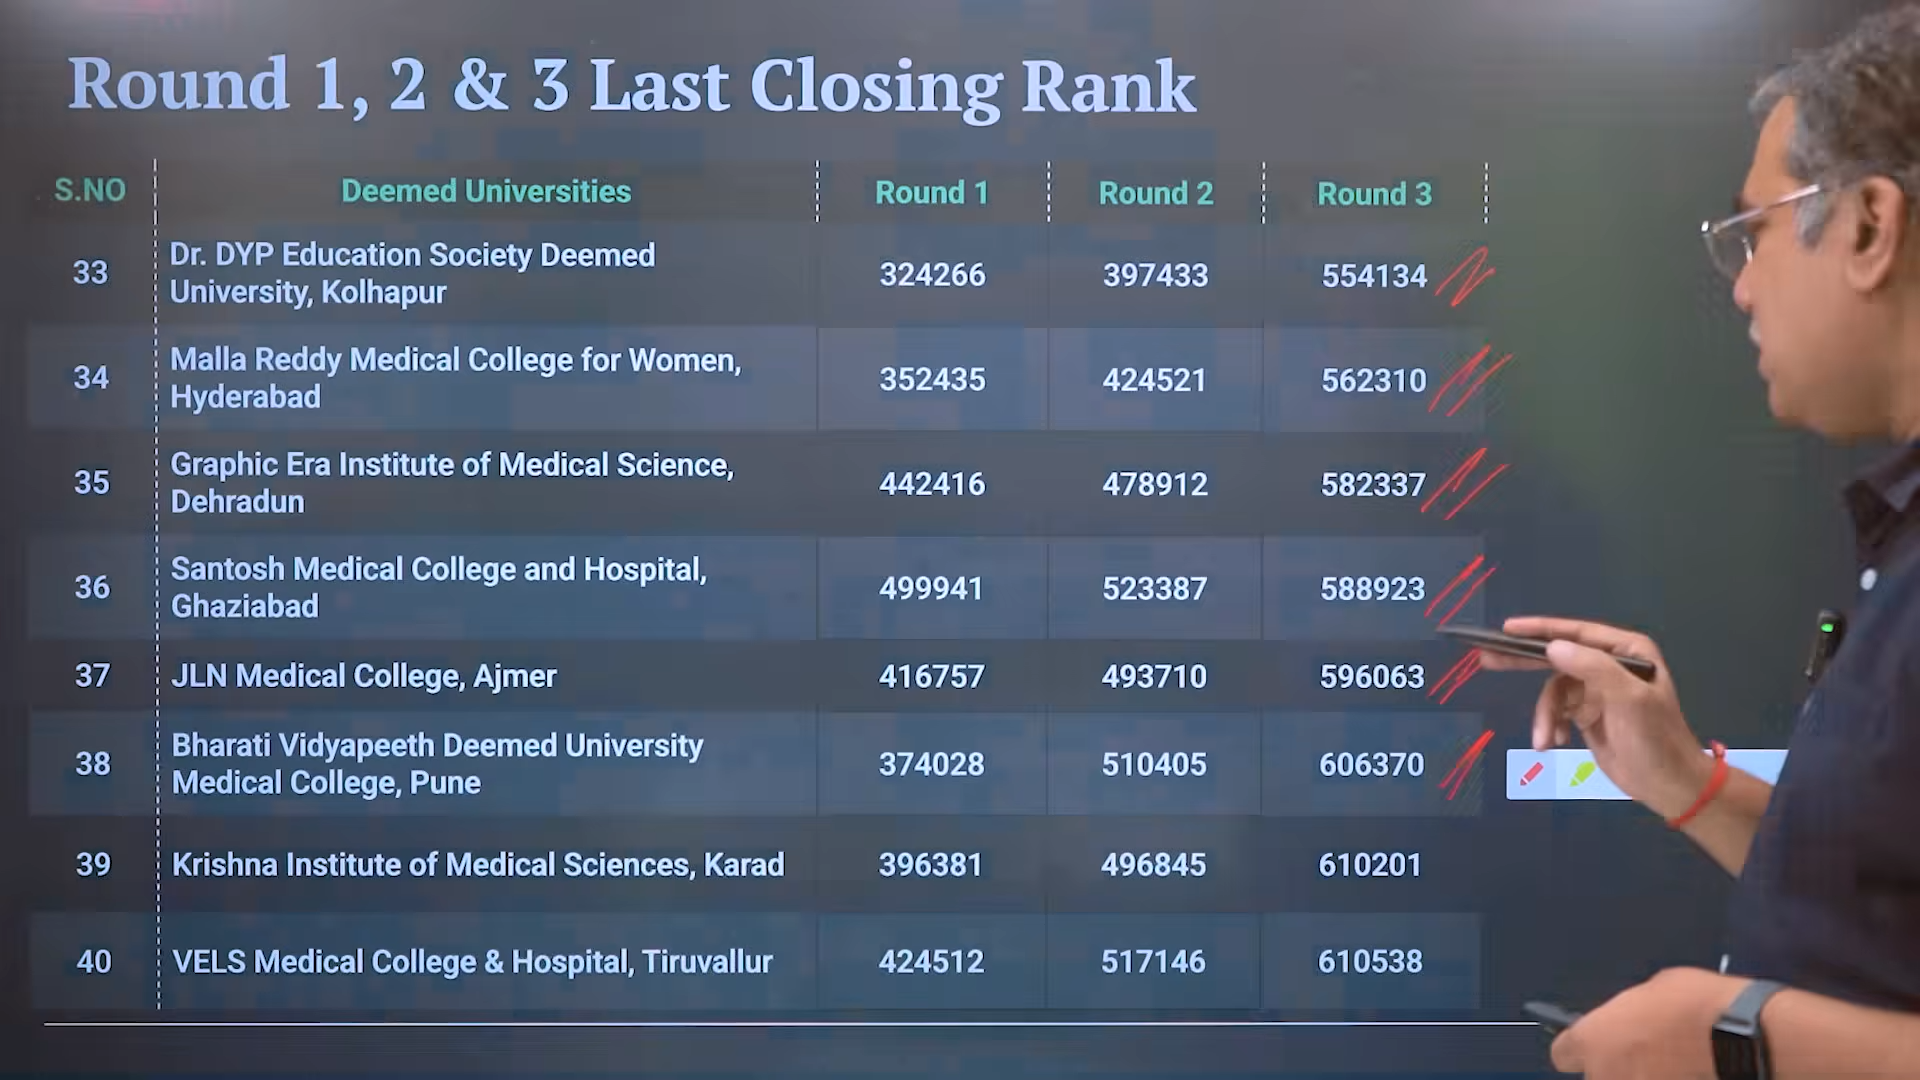 Round 1, 2 & 3 Last Closing Rank
S.NO Deemed Universities Round 1 Round 2 Round 3
33 Dr. DYP Education Society Deemed University, Kolhapur 324266 397433 554134
34 Malla Reddy Medical College for Women, Hyderabad 352435 424521 562310
35 Graphic Era Institute of Medical Science, Dehradun 442416 478912 582337
36 Santosh Medical College and Hospital, Ghaziabad 499941 523387 588923
37 JLN Medical College, Ajmer 416757 493710 596063
38 Bharati Vidyapeeth Deemed University Medical College, Pune 374028 510405 606370
39 Krishna Institute of Medical Sciences, Karad 396381 496845 610201
40 VELS Medical College & Hospital, Tiruvallur 424512 517146 610538